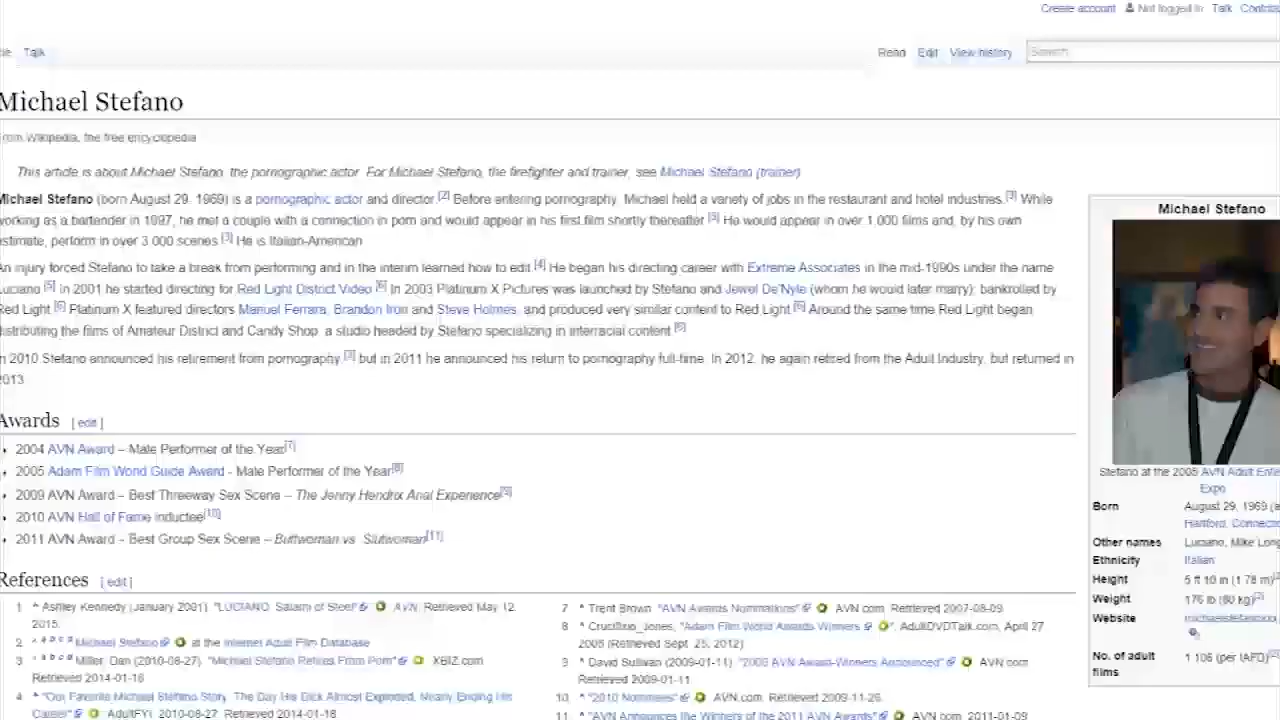 Create account Not logged in Talk
Talk
Read Edit View history Search
Michael Stefano
From Wikipedia, the free encyclopedia
This article is about Michael Stefano, the pornographic actor. For Michael Stefano, the firefighter and trainer, see Michael Stefano (trainer)
Michael Stefano (born August 29, 1969) is a pornographic actor and director.[2] Before entering pornography, Michael held a variety of jobs in the restaurant and hotel industries.[3] While
working as a bartender in 1997, he met a couple with a connection in porn and would appear in his first film shortly thereafter.[3] He would appear in over 1,000 films and, by his own
estimate, perform in over 3,000 scenes.[3] He is Italian-American
An injury forced Stefano to take a break from performing and in the interim learned how to edit.[4] He began his directing career with Extreme Associates in the mid-1990s under the name
Luciano.[5] In 2001 he started directing for Red Light District Video.[6] In 2003 Platinum X Pictures was launched by Stefano and Jewel De'Nyle (whom he would later marry); bankrolled by
Red Light.[6] Platinum X featured directors Manuel Ferrara, Brandon Iron and Steve Holmes, and produced very similar content to Red Light.[6] Around the same time Red Light began
distributing the films of Amateur District and Candy Shop, a studio headed by Stefano specializing in interracial content.[6]
In 2010 Stefano announced his retirement from pornography,[3] but in 2011 he announced his return to pornography full-time. In 2012, he again retired from the Adult Industry, but returned in
2013.
Awards [ edit ]
• 2004 AVN Award – Male Performer of the Year[7]
• 2005 Adam Film World Guide Award - Male Performer of the Year[8]
• 2009 AVN Award – Best Threeway Sex Scene – The Jenny Hendrix Anal Experience[9]
• 2010 AVN Hall of Fame inductee[10]
• 2011 AVN Award – Best Group Sex Scene – Buttwoman vs. Slutwoman[11]
References [ edit ]
1. ^ Ashley Kennedy (January 2001). "LUCIANO: Salami of Steel". AVN. Retrieved May 12,
2015.
2. ^ a b c d Michael Stefano at the Internet Adult Film Database
3. ^ a b c d Miller, Dan (2010-08-27). "Michael Stefano Retires From Porn". XBIZ.com.
Retrieved 2014-01-18.
4. ^ "Our Favorite Michael Stefano Story: The Day His Dick Almost Exploded, Nearly Ending His
Career". AdultFYI. 2010-08-27. Retrieved 2014-01-18.
7. ^ Trent Brown. "AVN Awards Nominations". AVN.com. Retrieved 2007-08-09.
8. ^ Crucifixio_Jones, "Adam Film World Awards Winners", AdultDVDTalk.com, April 27
2006 (Retrieved Sept. 25, 2012)
9. ^ David Sullivan (2009-01-11). "2009 AVN Award-Winners Announced". AVN.com.
Retrieved 2009-01-11.
10. ^ "2010 Nominees". AVN.com. Retrieved 2009-11-26.
11. ^ "AVN Announces the Winners of the 2011 AVN Awards". AVN.com. 2011-01-09.
Michael Stefano
Stefano at the 2005 AVN Adult
Expo
Born August 29, 1969
Hartford,
Other names Luciano, Mike
Ethnicity Italian
Height 5 ft 10 in (1.78 m)
Weight 176 lb (80 kg)[2]
Website
No. of adult 1,106 (per IAFD)
films